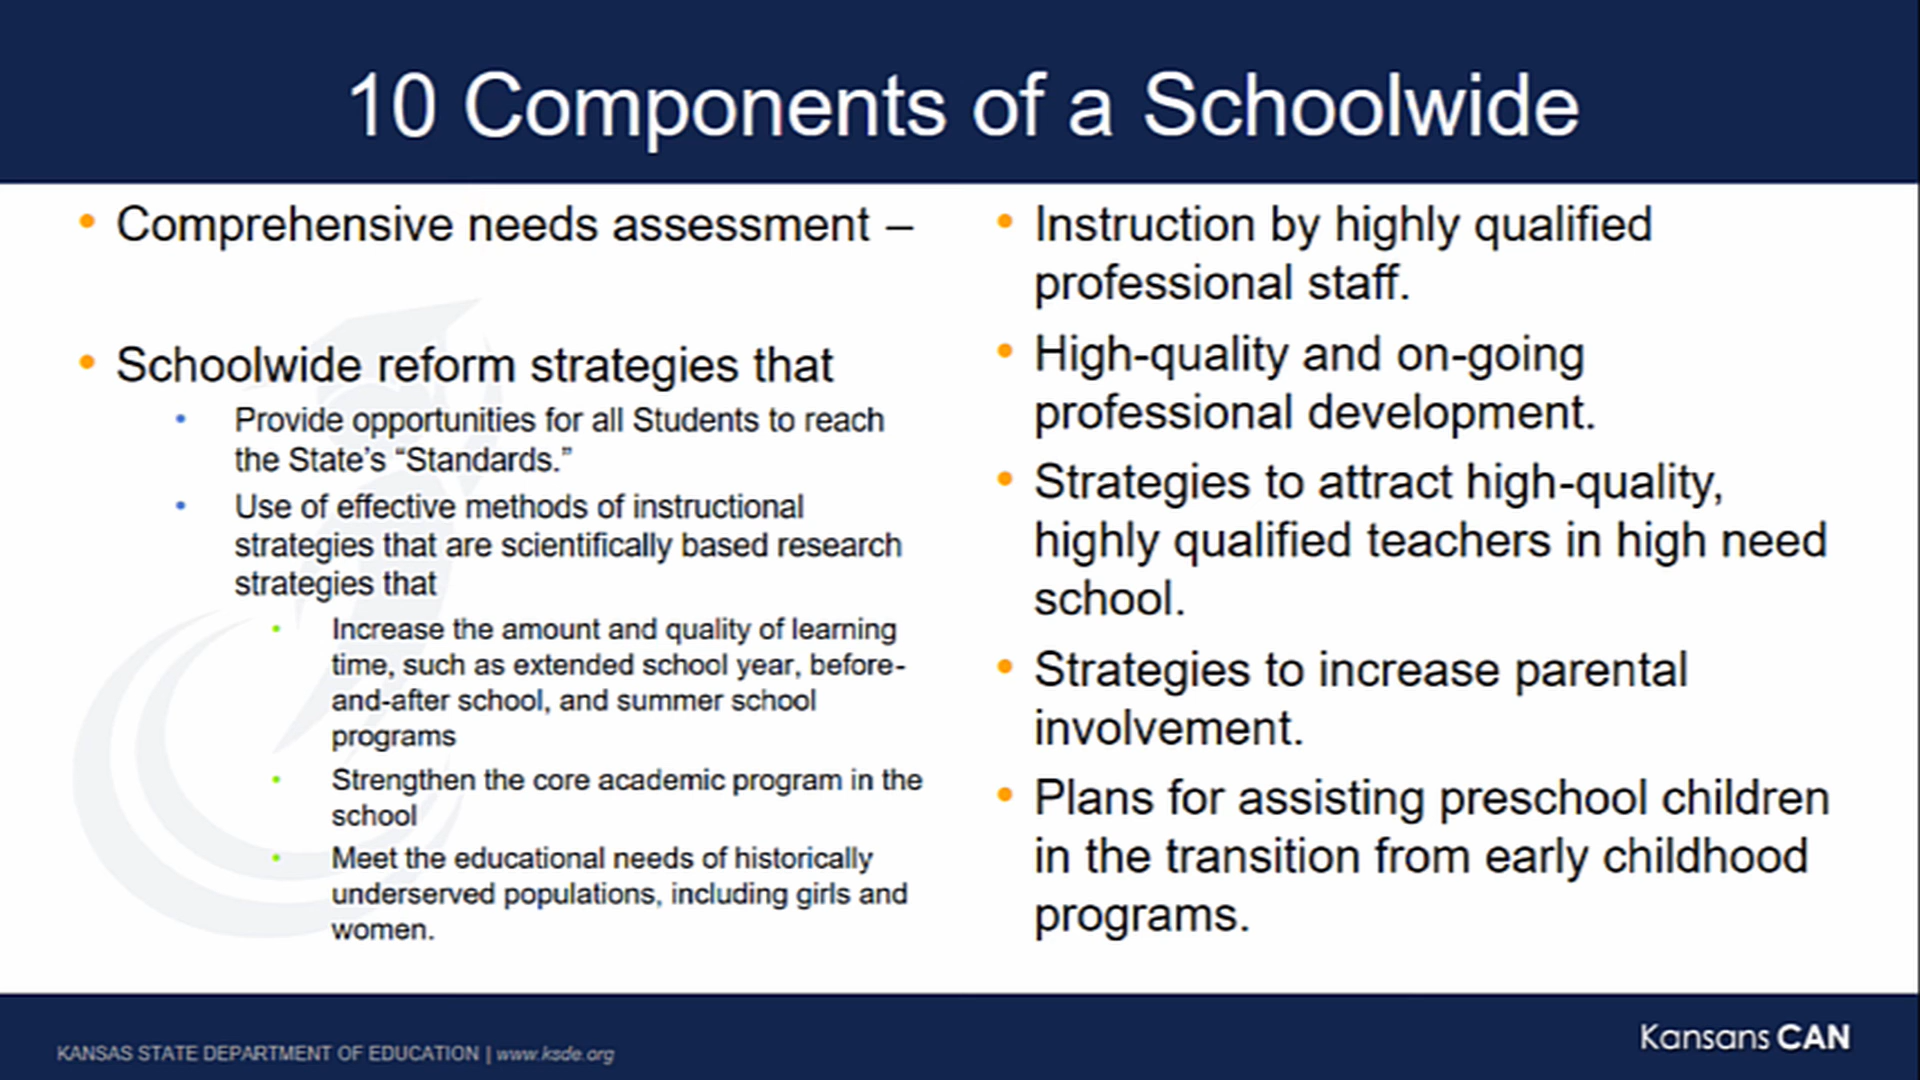 10 Components of a Schoolwide
• Comprehensive needs assessment –
• Schoolwide reform strategies that
• Provide opportunities for all Students to reach
the State’s “Standards.”
• Use of effective methods of instructional
strategies that are scientifically based research
strategies that
• Increase the amount and quality of learning
time, such as extended school year, before-
and-after school, and summer school
programs
• Strengthen the core academic program in the
school
• Meet the educational needs of historically
underserved populations, including girls and
women.
• Instruction by highly qualified
professional staff.
• High-quality and on-going
professional development.
• Strategies to attract high-quality,
highly qualified teachers in high need
school.
• Strategies to increase parental
involvement.
• Plans for assisting preschool children
in the transition from early childhood
programs.
KANSAS STATE DEPARTMENT OF EDUCATION | www.ksde.org
Kansans CAN